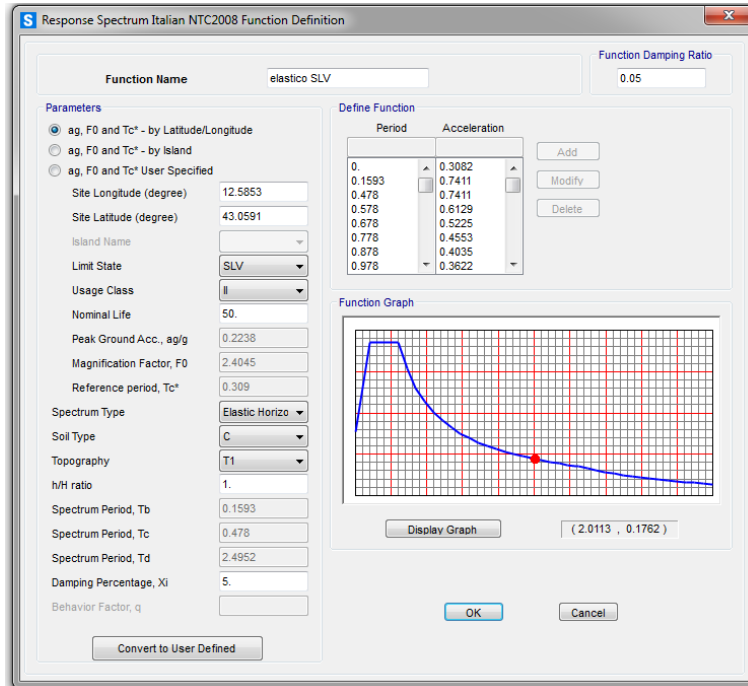 S Response Spectrum Italian NTC2008 Function Definition
Function Damping Ratio
Function Name elastico SLV 0.05
Parameters
ag, F0 and Tc* - by Latitude/Longitude
ag, F0 and Tc* - by Island
ag, F0 and Tc* User Specified
Site Longitude (degree) 12.5853
Site Latitude (degree) 43.0591
Island Name
Limit State SLV
Usage Class II
Nominal Life 50.
Peak Ground Acc., ag/g 0.2238
Magnification Factor, F0 2.4045
Reference period, Tc* 0.309
Spectrum Type Elastic Horizo
Soil Type C
Topography T1
h/H ratio 1.
Spectrum Period, Tb 0.1593
Spectrum Period, Tc 0.478
Spectrum Period, Td 2.4952
Damping Percentage, Xi 5.
Behavior Factor, q
Convert to User Defined
Define Function
Period Acceleration
0. 0.3082
0.1593 0.7411
0.478 0.7411
0.578 0.6129
0.678 0.5225
0.778 0.4553
0.878 0.4035
0.978 0.3622
Add
Modify
Delete
Function Graph
Display Graph (2.0113 , 0.1762 )
OK Cancel